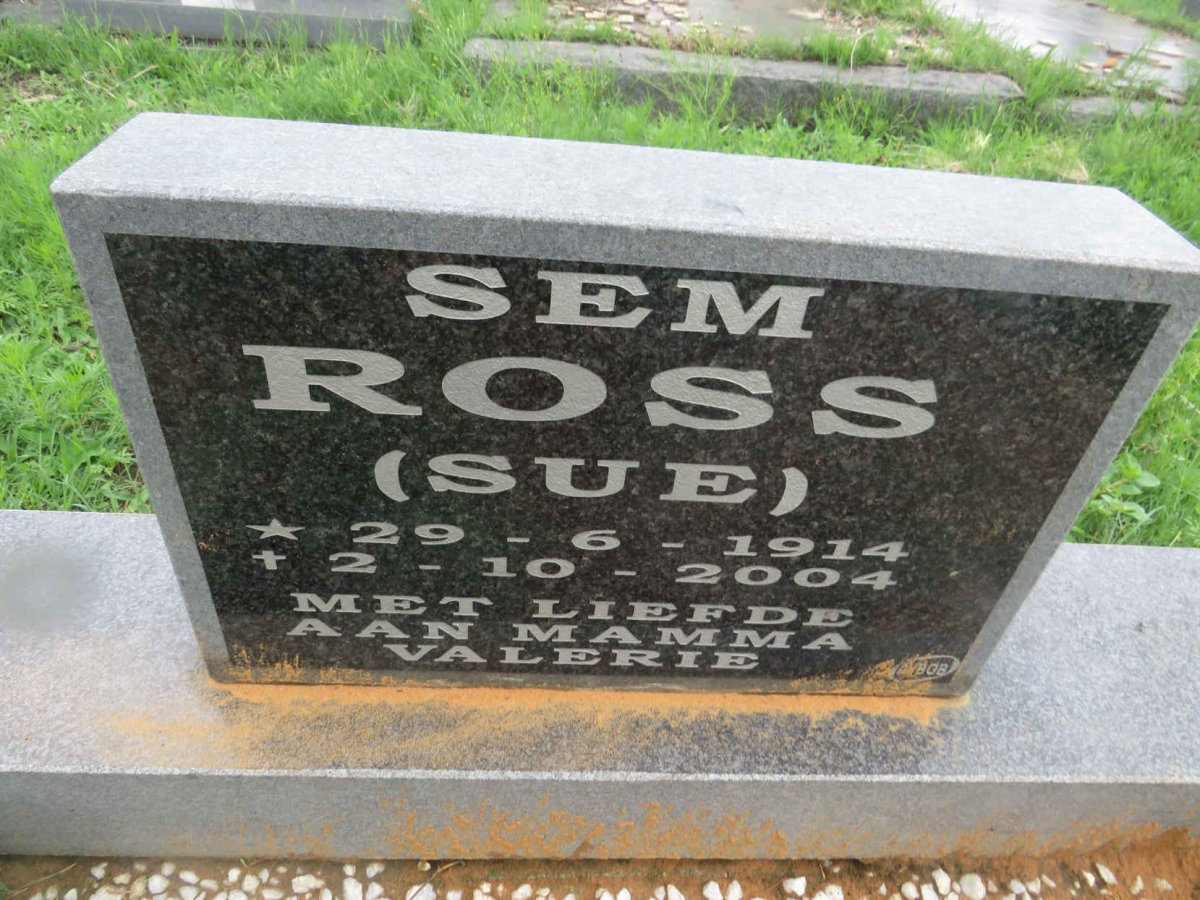 SEM
ROSS
(SUE)
★ 29 - 6 - 1914
✝ 2 - 10 - 2004
MET LIEFDE
AAN MAMMA
VALERIE